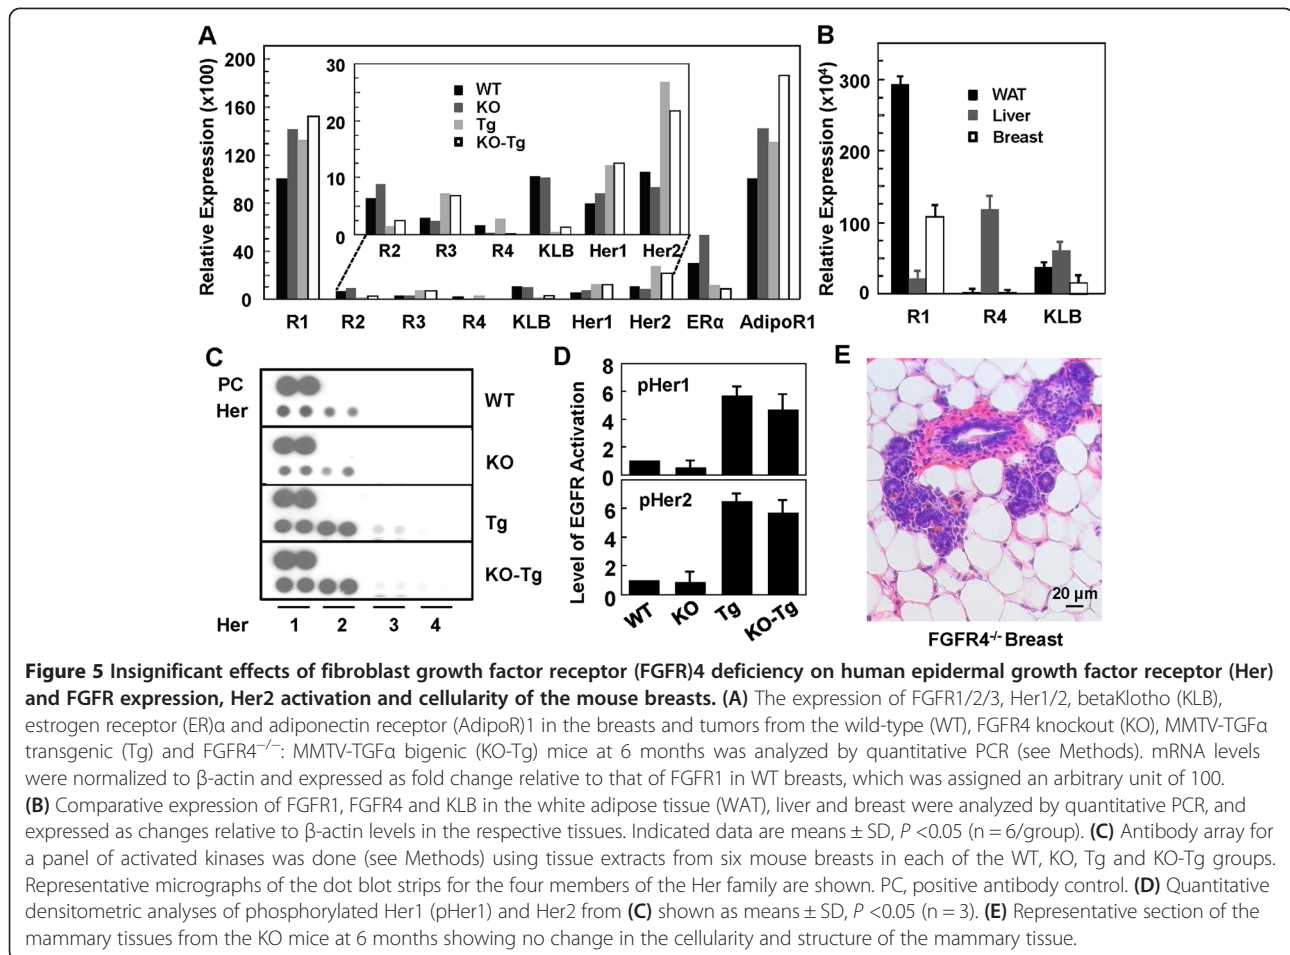 A
200
160
120
80
40
0
Relative Expression (x100)
30
20
10
0
WT
KO
Tg
KO-Tg
R2 R3 R4 KLB Her1 Her2
R1 R2 R3 R4 KLB Her1 Her2 ERα AdipoR1
B
300
200
100
0
Relative Expression (x10⁴)
WAT
Liver
Breast
R1 R4 KLB
C
PC
Her
WT
KO
Tg
KO-Tg
Her 1 2 3 4
D
Level of EGFR Activation
8
6
4
2
0
pHer1
6
4
2
0
pHer2
WT KO Tg KO-Tg
E
20 µm
FGFR4⁻/⁻ Breast
Figure 5 Insignificant effects of fibroblast growth factor receptor (FGFR)4 deficiency on human epidermal growth factor receptor (Her)
and FGFR expression, Her2 activation and cellularity of the mouse breasts. (A) The expression of FGFR1/2/3, Her1/2, betaKlotho (KLB),
estrogen receptor (ER)α and adiponectin receptor (AdipoR)1 in the breasts and tumors from the wild-type (WT), FGFR4 knockout (KO), MMTV-TGFα
transgenic (Tg) and FGFR4⁻/⁻: MMTV-TGFα bigenic (KO-Tg) mice at 6 months was analyzed by quantitative PCR (see Methods). mRNA levels
were normalized to β-actin and expressed as fold change relative to that of FGFR1 in WT breasts, which was assigned an arbitrary unit of 100.
(B) Comparative expression of FGFR1, FGFR4 and KLB in the white adipose tissue (WAT), liver and breast were analyzed by quantitative PCR, and
expressed as changes relative to β-actin levels in the respective tissues. Indicated data are means ± SD, P <0.05 (n = 6/group). (C) Antibody array for
a panel of activated kinases was done (see Methods) using tissue extracts from six mouse breasts in each of the WT, KO, Tg and KO-Tg groups.
Representative micrographs of the dot blot strips for the four members of the Her family are shown. PC, positive antibody control. (D) Quantitative
densitometric analyses of phosphorylated Her1 (pHer1) and Her2 from (C) shown as means ± SD, P <0.05 (n = 3). (E) Representative section of the
mammary tissues from the KO mice at 6 months showing no change in the cellularity and structure of the mammary tissue.